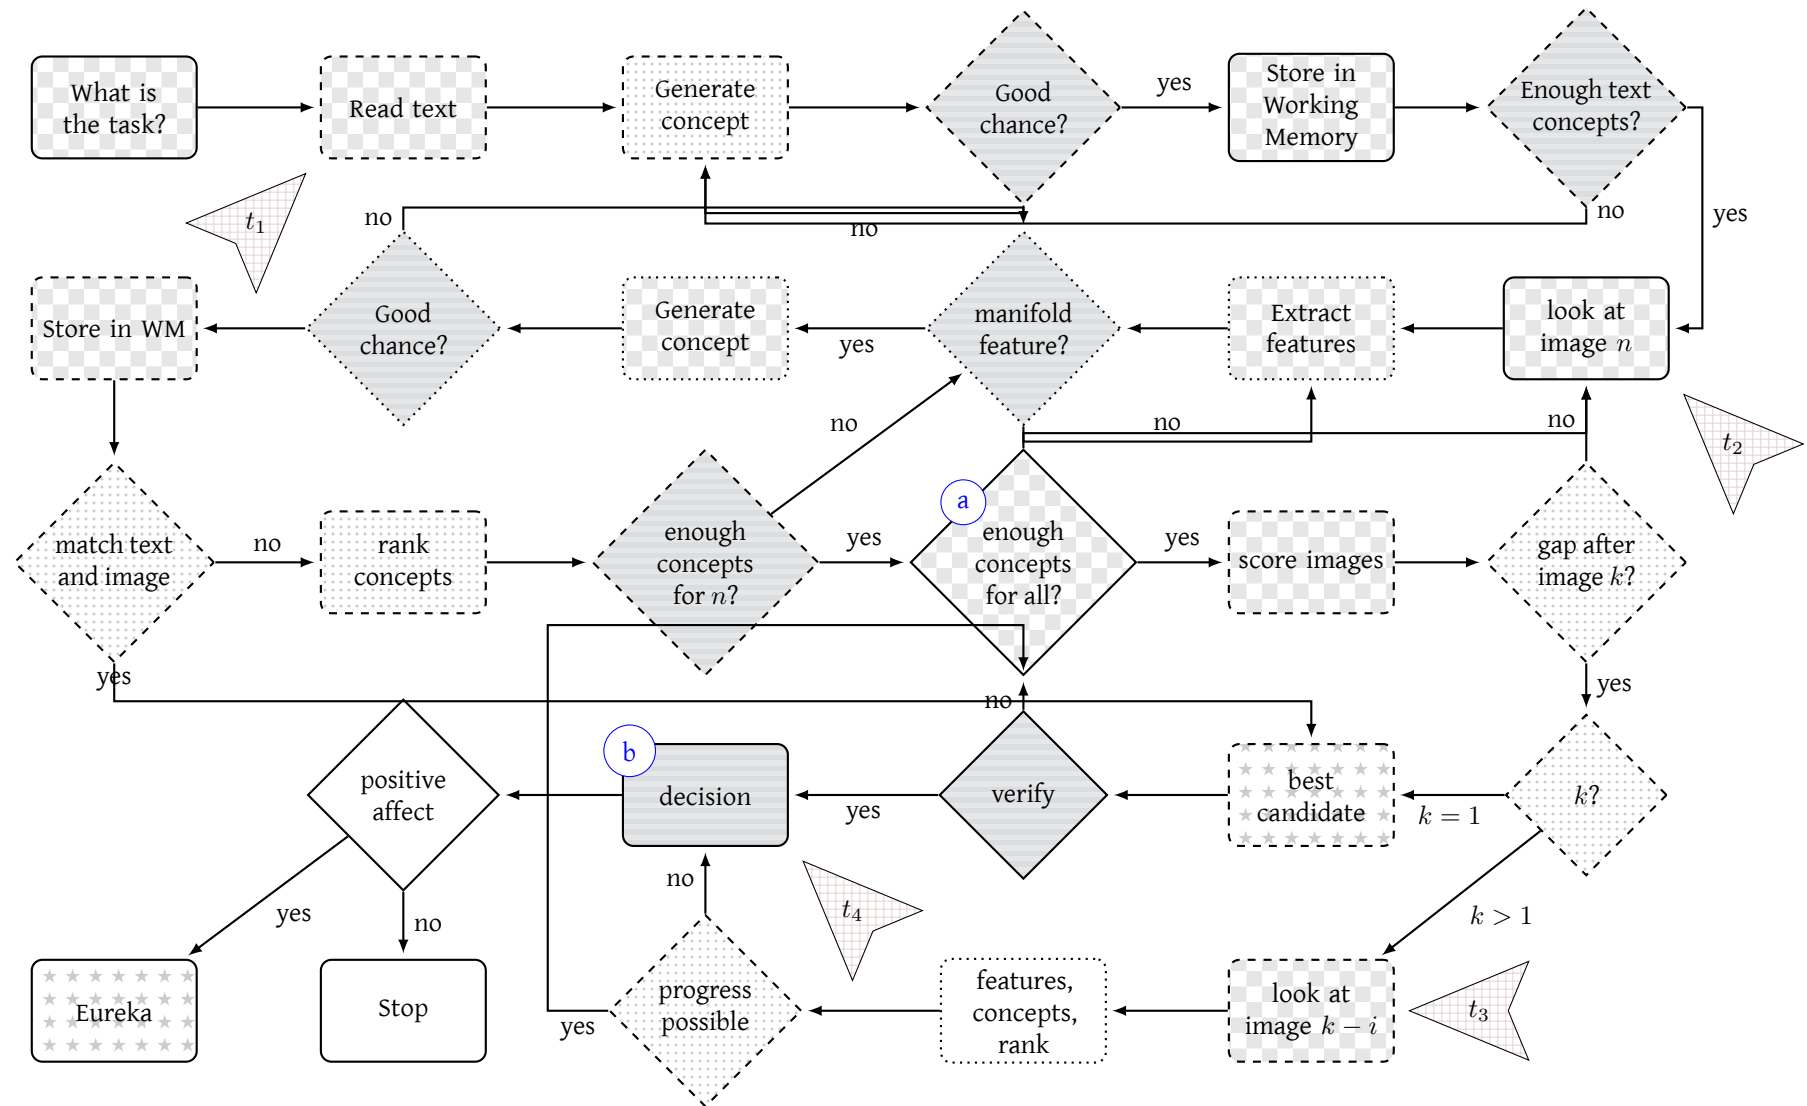 What is
the task?
Read text
Generate
concept
Good
chance?
yes
Store in
Working
Memory
Enough text
concepts?
t₁
no
no
no
yes
Store in WM
Good
chance?
Generate
concept
yes
manifold
feature?
Extract
features
look at
image n
no
no
no
t₂
a
match text
and image
no
rank
concepts
enough
concepts
for n?
yes
enough
concepts
for all?
yes
score images
gap after
image k?
yes
no
yes
b
positive
affect
decision
yes
verify
best
candidate
k = 1
k?
yes
no
no
t₄
k > 1
Eureka
Stop
yes
progress
possible
features,
concepts,
rank
look at
image k − i
t₃